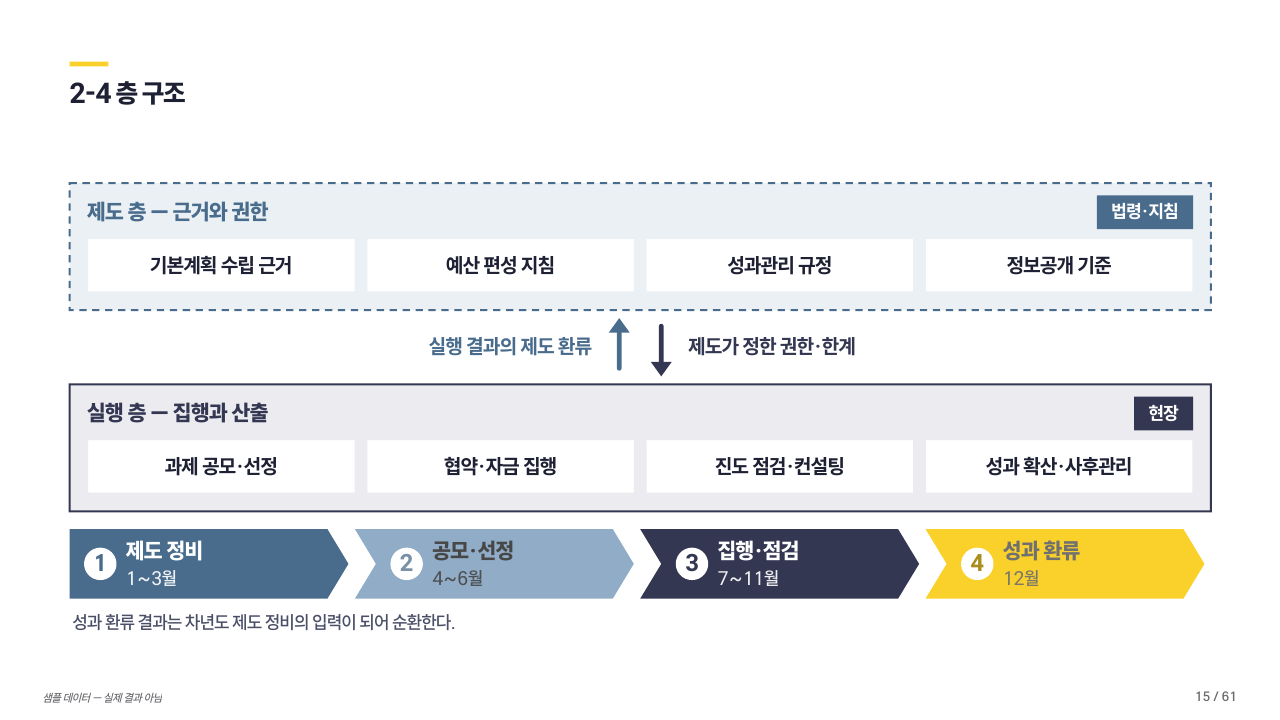 2-4 층 구조
제도 층 — 근거와 권한
법령·지침
기본계획 수립 근거
예산 편성 지침
성과관리 규정
정보공개 기준
실행 결과의 제도 환류
제도가 정한 권한·한계
실행 층 — 집행과 산출
현장
과제 공모·선정
협약·자금 집행
진도 점검·컨설팅
성과 확산·사후관리
1
제도 정비
1~3월
2
공모·선정
4~6월
3
집행·점검
7~11월
4
성과 환류
12월
성과 환류 결과는 차년도 제도 정비의 입력이 되어 순환한다.
샘플 데이터 — 실제 결과 아님
15 / 61